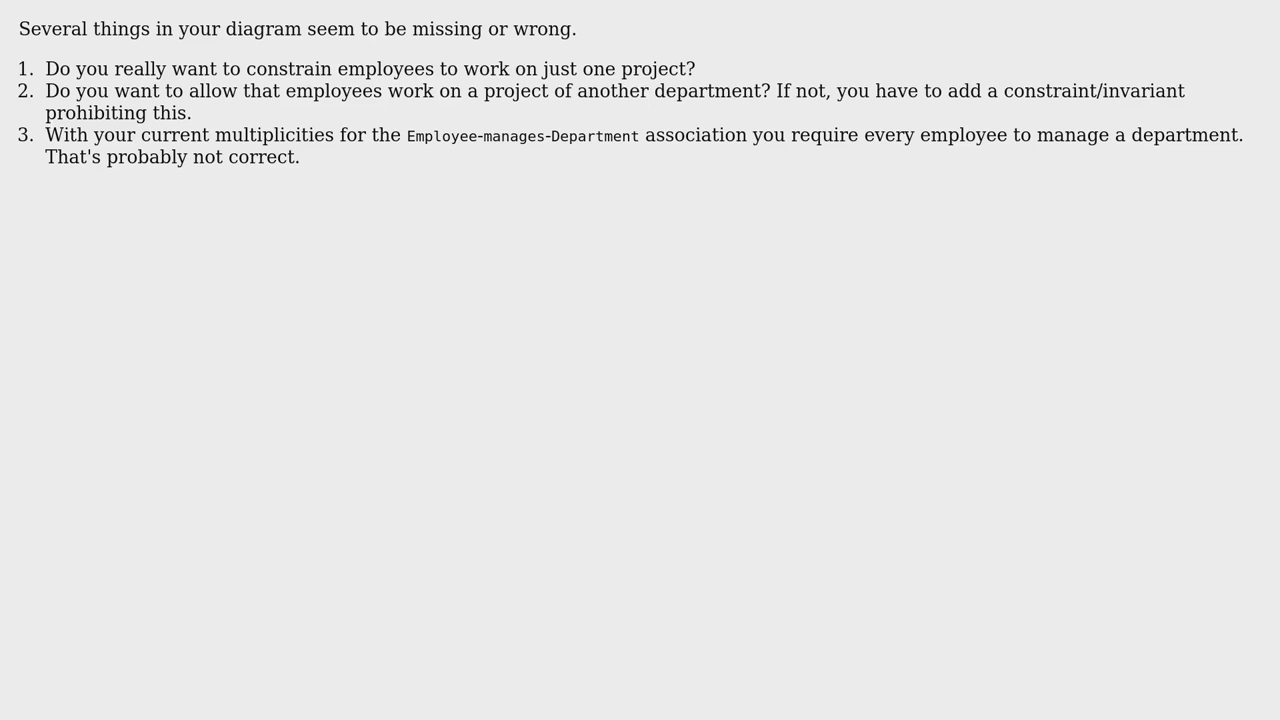 Several things in your diagram seem to be missing or wrong.
1. Do you really want to constrain employees to work on just one project?
2. Do you want to allow that employees work on a project of another department? If not, you have to add a constraint/invariant
prohibiting this.
3. With your current multiplicities for the Employee-manages-Department association you require every employee to manage a department.
That's probably not correct.